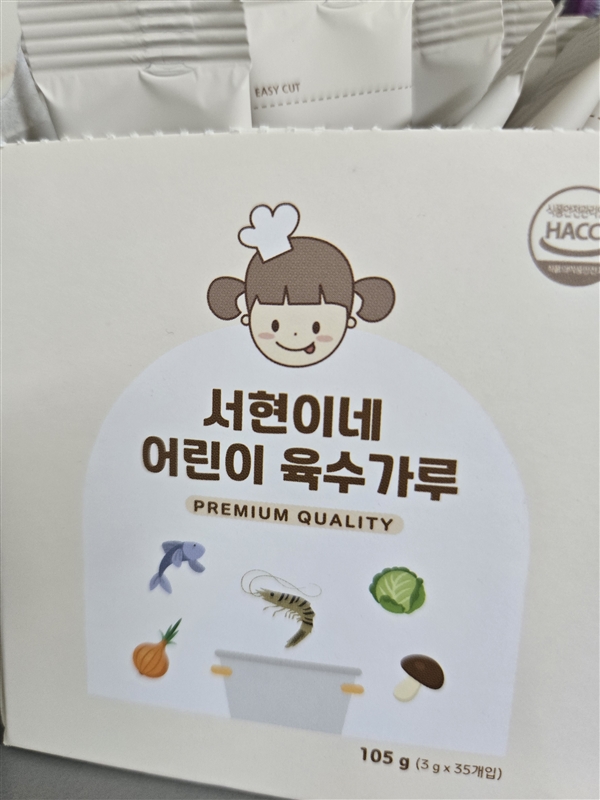 EASY CUT
HACC
서현이네
어린이 육수가루
PREMIUM QUALITY
105 g (3 g x 35개입)